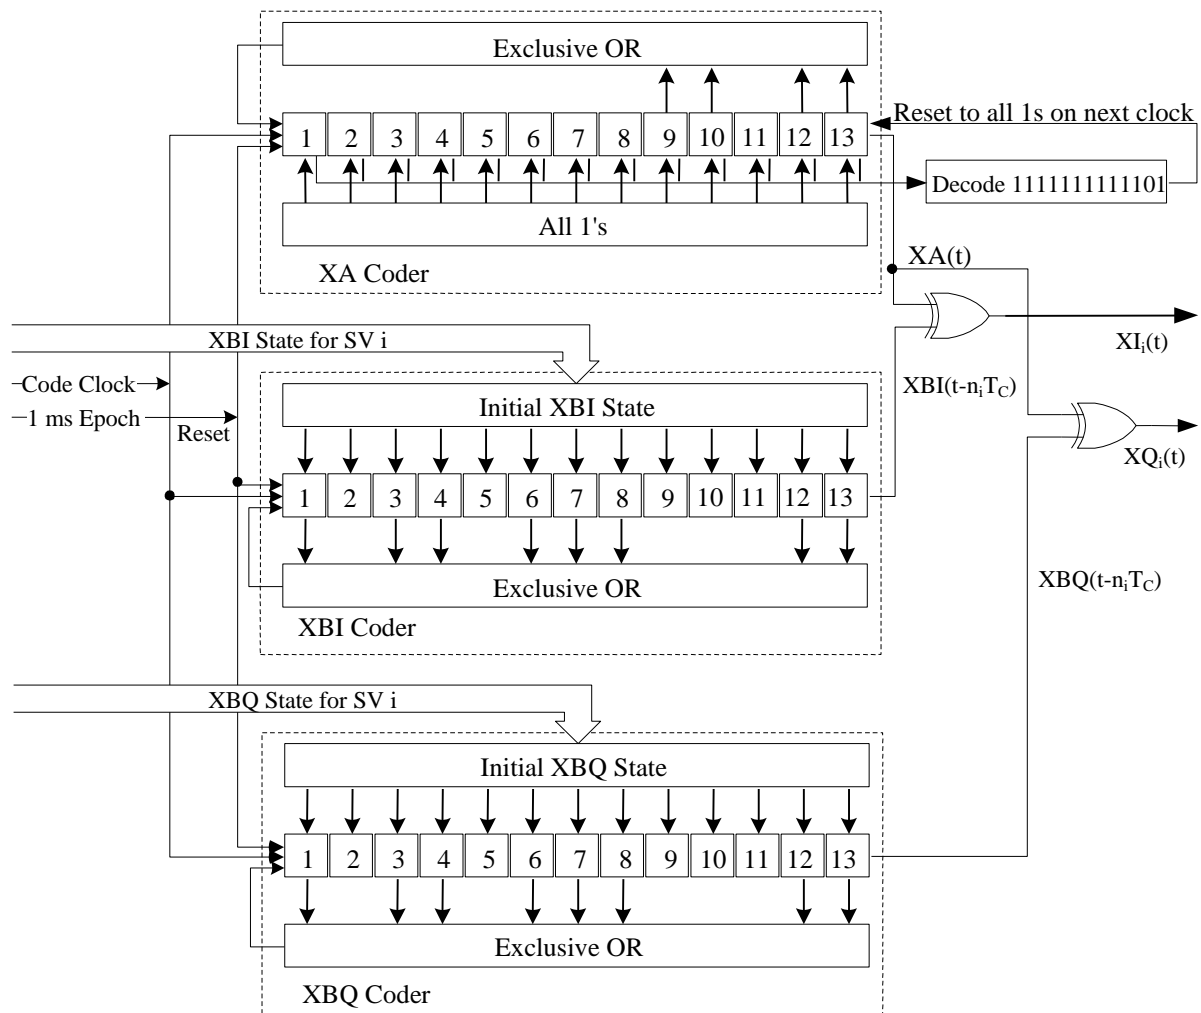 Exclusive OR
1 2 3 4 5 6 7 8 9 10 11 12 13
Reset to all 1s on next clock
Decode 1111111111101
All 1's
XA Coder
XA(t)
XBI State for SV i
XIi(t)
Code Clock
XBI(t-niTC)
1 ms Epoch
Initial XBI State
Reset
XQi(t)
1 2 3 4 5 6 7 8 9 10 11 12 13
Exclusive OR
XBQ(t-niTC)
XBI Coder
XBQ State for SV i
Initial XBQ State
1 2 3 4 5 6 7 8 9 10 11 12 13
Exclusive OR
XBQ Coder